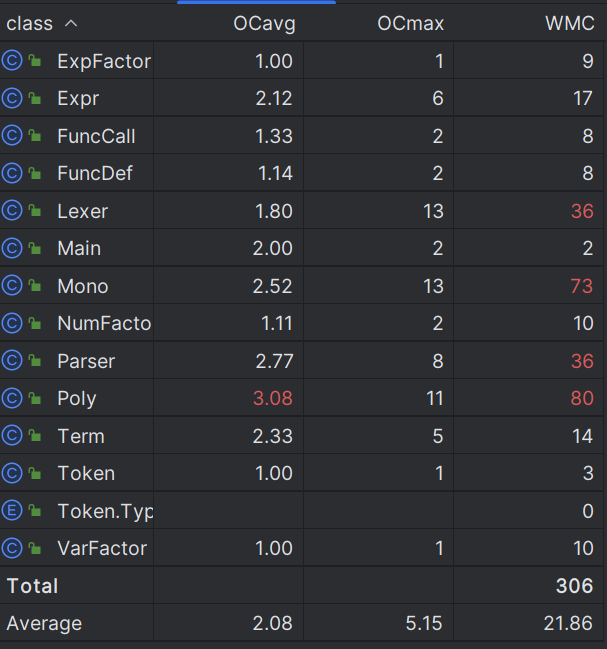 class OCavg OCmax WMC
C ExpFactor 1.00 1 9
C Expr 2.12 6 17
C FuncCall 1.33 2 8
C FuncDef 1.14 2 8
C Lexer 1.80 13 36
C Main 2.00 2 2
C Mono 2.52 13 73
C NumFacto 1.11 2 10
C Parser 2.77 8 36
C Poly 3.08 11 80
C Term 2.33 5 14
C Token 1.00 1 3
E Token.Typ 0
C VarFactor 1.00 1 10
Total 306
Average 2.08 5.15 21.86